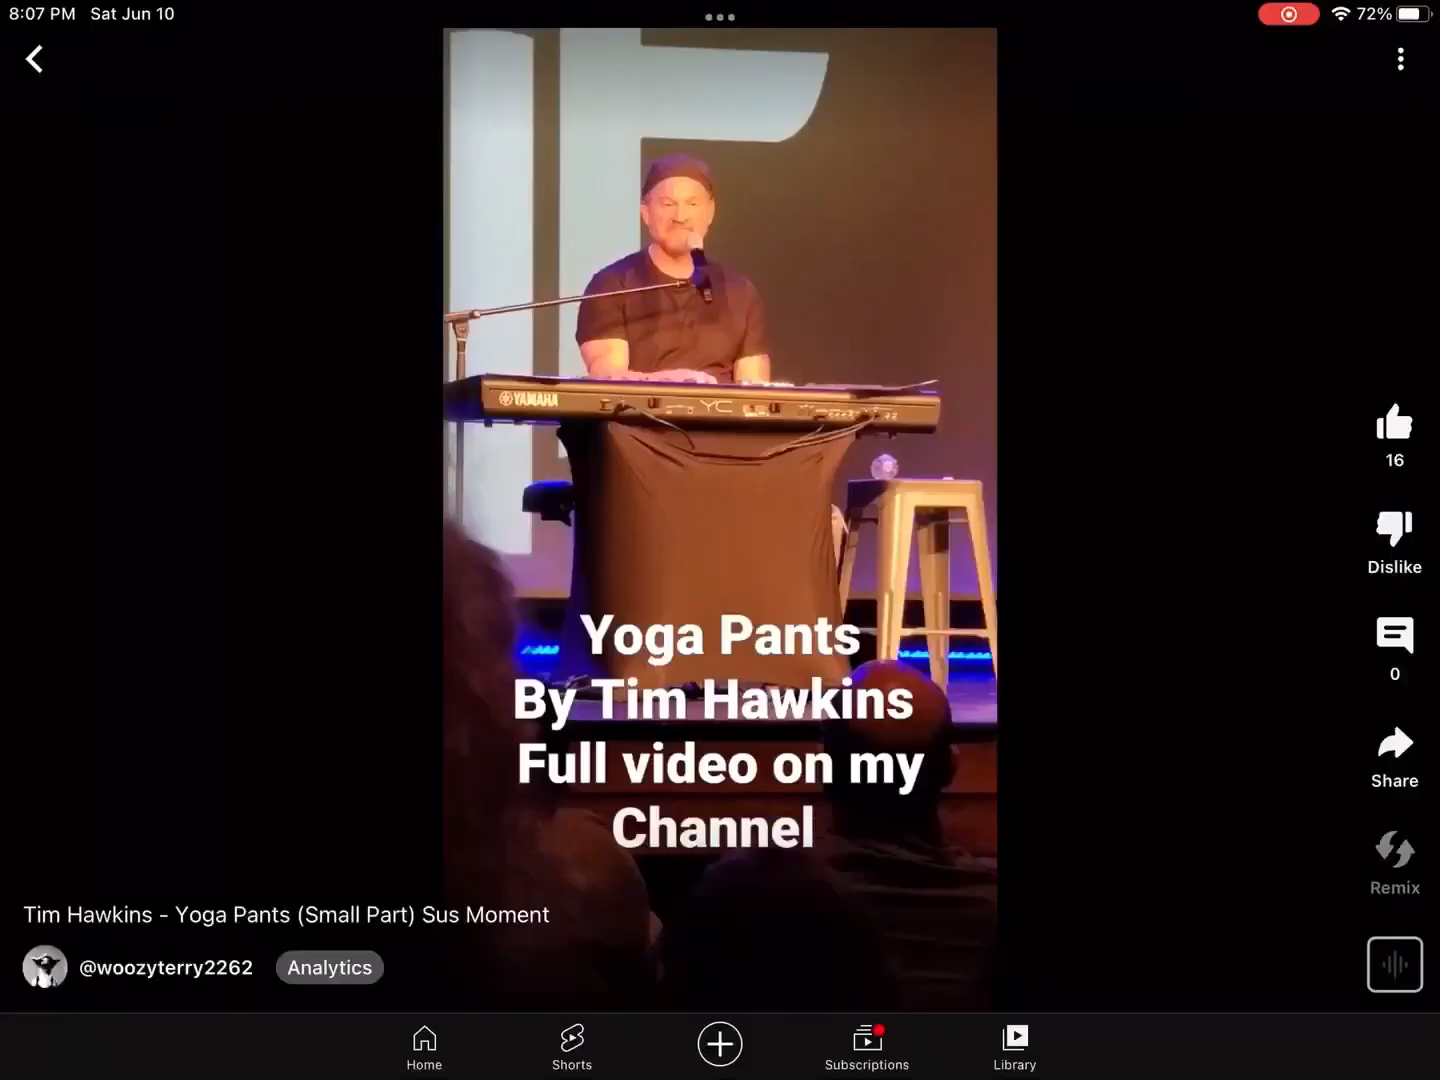 8:07 PM Sat Jun 10
72%
YAMAHA
YC
Yoga Pants
By Tim Hawkins
Full video on my
Channel
16
Dislike
0
Share
Remix
Tim Hawkins - Yoga Pants (Small Part) Sus Moment
@woozyterry2262 Analytics
Home Shorts Subscriptions Library